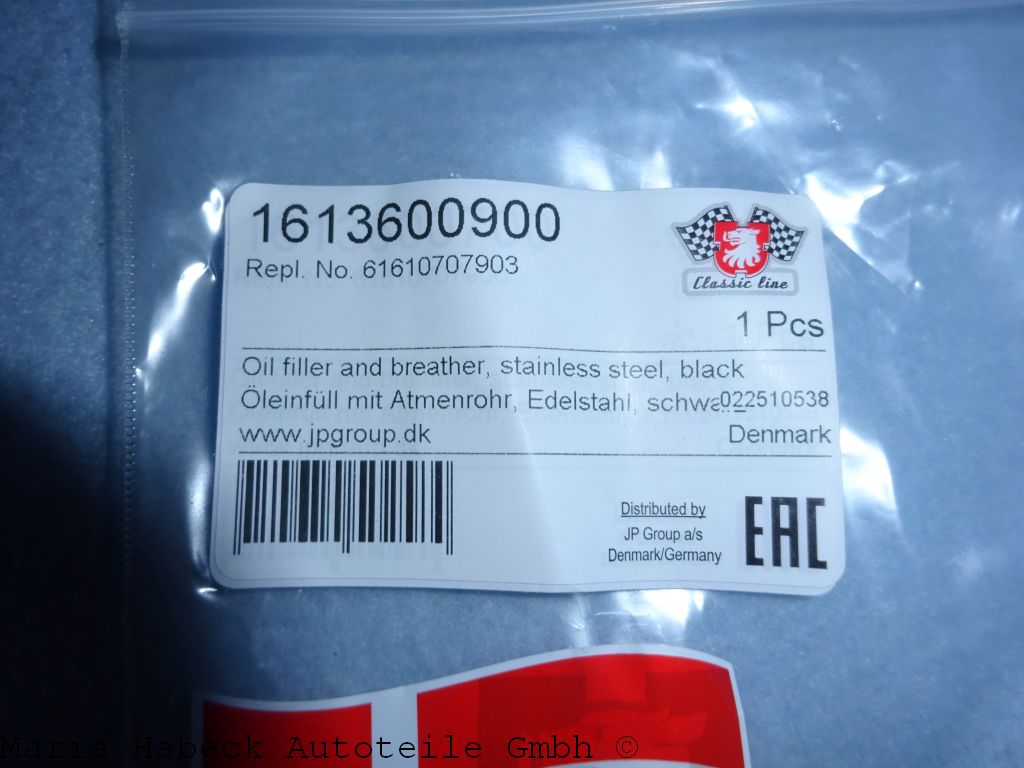 1613600900
Repl. No. 61610707903
Classic line
1 Pcs
Oil filler and breather, stainless steel, black
Öleinfüll mit Atmenrohr, Edelstahl, 022510538
www.jpgroup.dk Denmark
Distributed by
JP Group a/s
Denmark/Germany
EAC
Maria Habeck Autoteile Gmbh ©